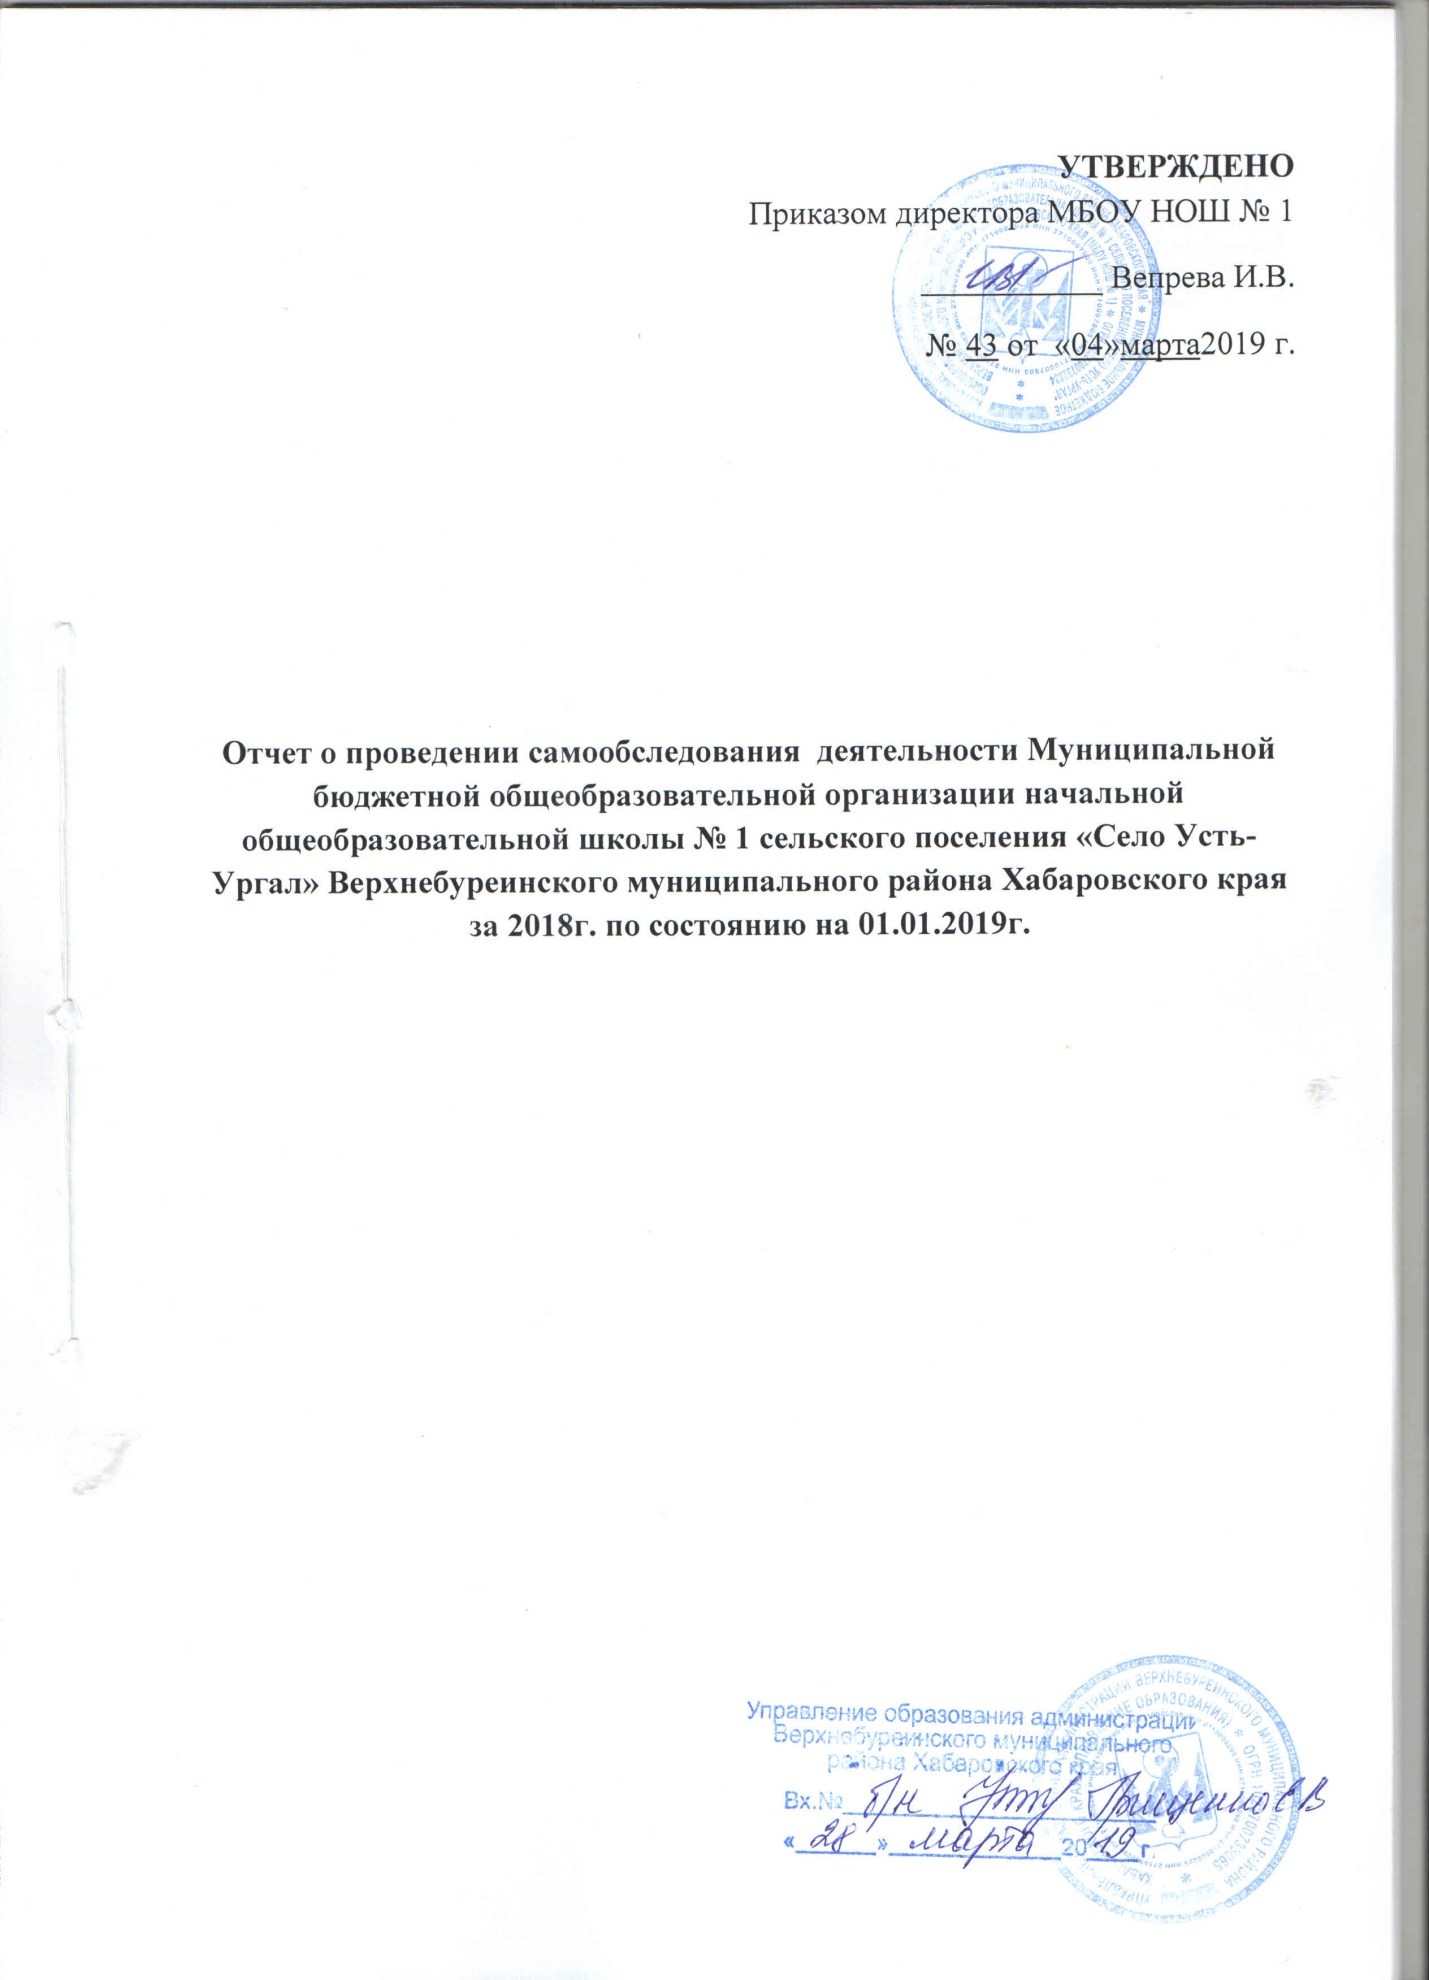 УТВЕРЖДЕНО
Приказом директора МБОУ НОШ № 1
Вепрева И.В.
№ 43 от «04»марта2019 г.
Отчет о проведении самообследования деятельности Муниципальной
бюджетной общеобразовательной организации начальной
общеобразовательной школы № 1 сельского поселения «Село Усть-
Ургал» Верхнебуреинского муниципального района Хабаровского края
за 2018г. по состоянию на 01.01.2019г.
Управление образования администрации
Верхнебуреинского муниципального
района Хабаровского края
Вх.№ б/н
«28» марта 2019 г.